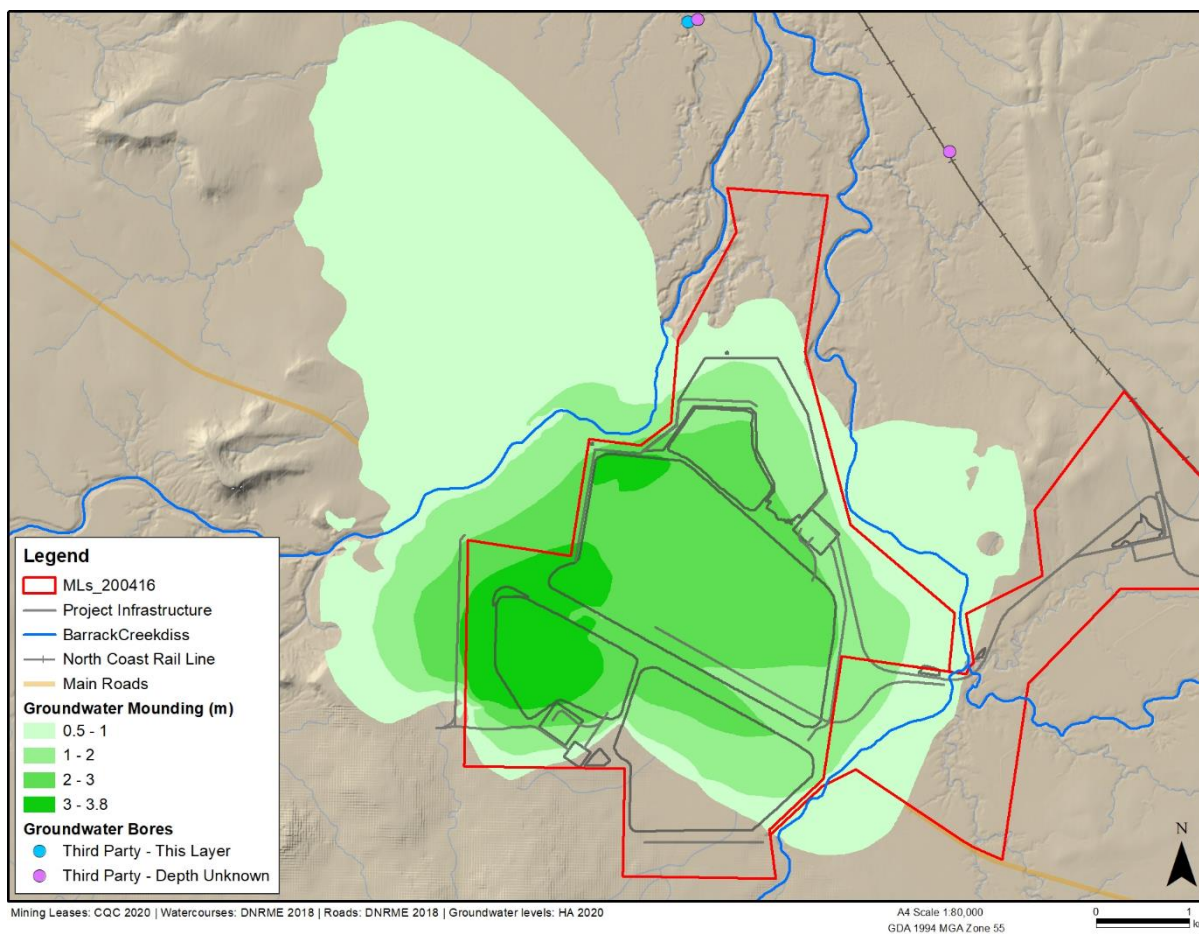 Legend
MLs_200416
Project Infrastructure
BarrackCreekdiss
North Coast Rail Line
Main Roads
Groundwater Mounding (m)
0.5 - 1
1 - 2
2 - 3
3 - 3.8
Groundwater Bores
Third Party - This Layer
Third Party - Depth Unknown
N
Mining Leases: CQC 2020 | Watercourses: DNRME 2018 | Roads: DNRME 2018 | Groundwater levels: HA 2020
A4 Scale 1:80,000
GDA 1994 MGA Zone 55
0 1